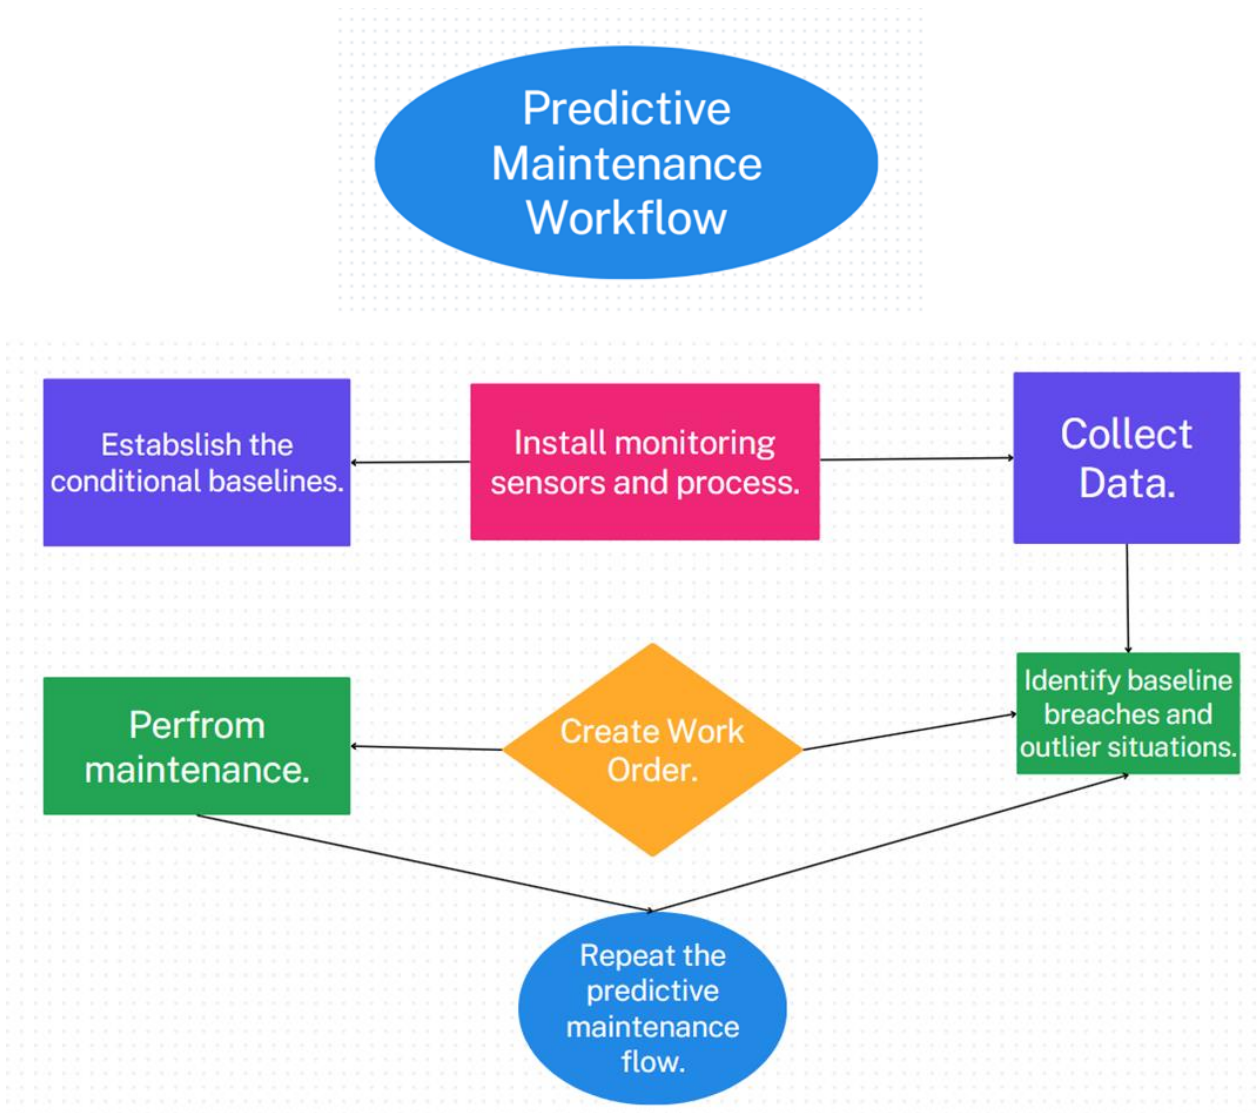 Predictive
Maintenance
Workflow
Estabslish the
conditional baselines.
Install monitoring
sensors and process.
Collect
Data.
Perfrom
maintenance.
Create Work
Order.
Identify baseline
breaches and
outlier situations.
Repeat the
predictive
maintenance
flow.